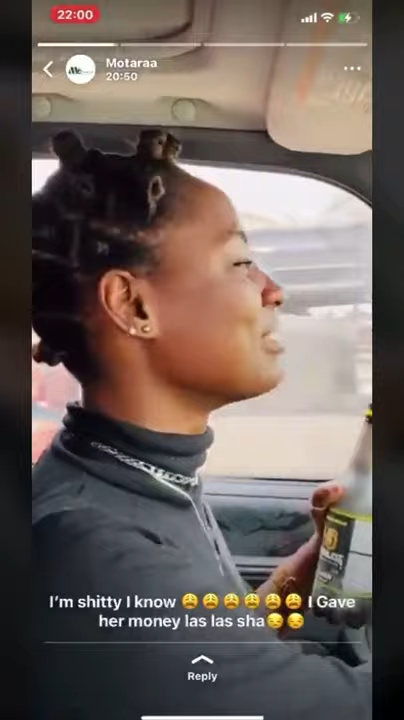 22:00
Motaraa
20:50
I'm shitty I know 😩😩😩😩😩😩 I Gave
her money las las sha😒😒
Reply